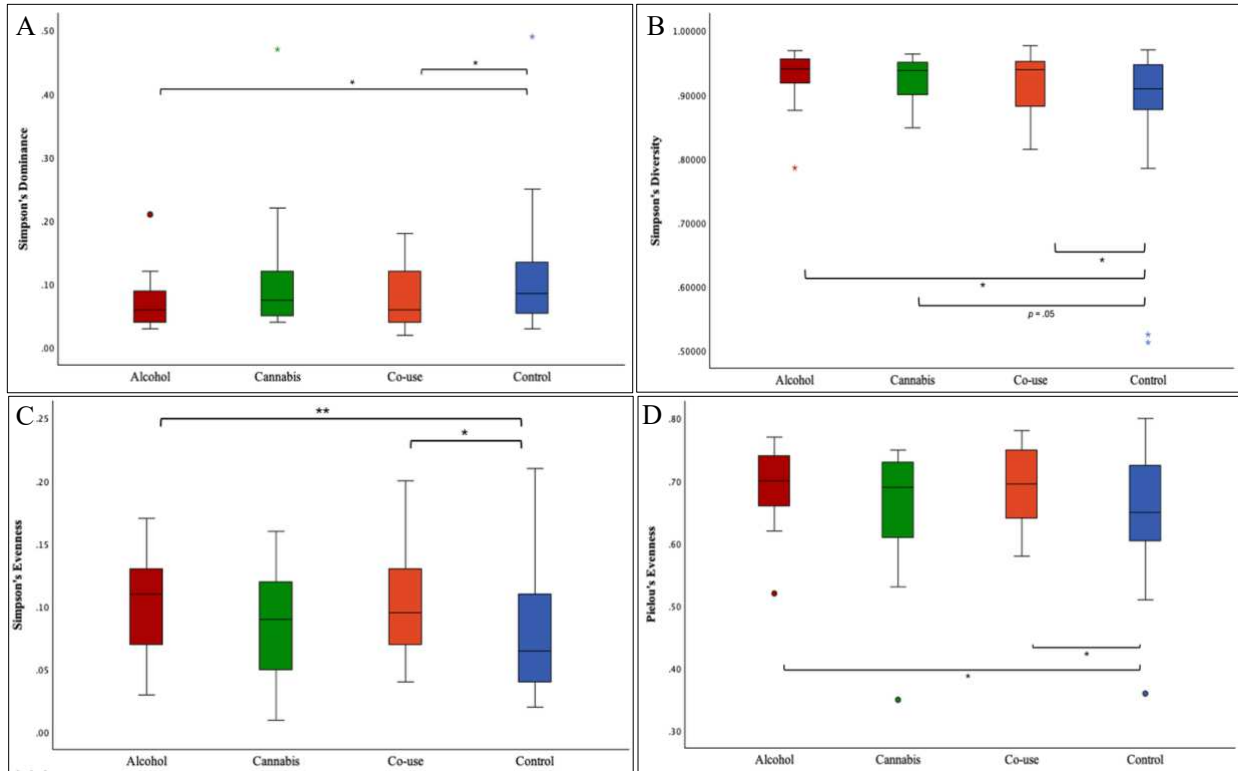 A
Simpson's Dominance
.50
.40
.30
.20
.10
.00
*
*
*
*
Alcohol Cannabis Co-use Control
B
Simpson's Diversity
1.00000
.90000
.80000
.70000
.60000
.50000
*
*
*
p = .05
*
*
Alcohol Cannabis Co-use Control
C
Simpson's Evenness
.25
.20
.15
.10
.05
.00
**
*
Alcohol Cannabis Co-use Control
D
Pielou's Evenness
.80
.70
.60
.50
.40
.30
*
*
Alcohol Cannabis Co-use Control